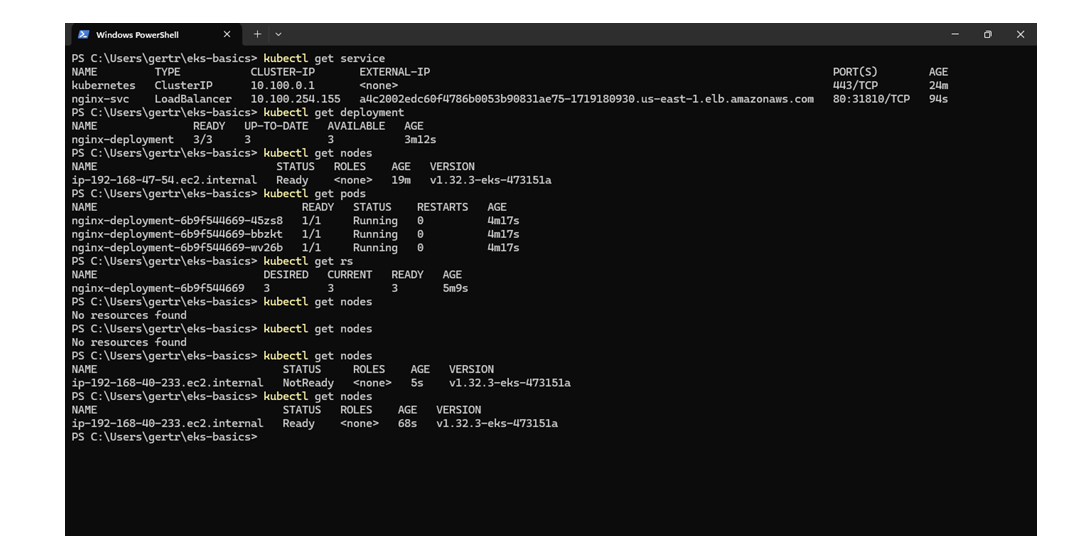 Windows PowerShell
PS C:\Users\gertr\eks-basics> kubectl get service
NAME TYPE CLUSTER-IP EXTERNAL-IP PORT(S) AGE
kubernetes ClusterIP 10.100.0.1 <none> 443/TCP 24m
nginx-svc LoadBalancer 10.100.254.155 a4c2002edc60f4786b0053b90831ae75-1719180930.us-east-1.elb.amazonaws.com 80:31810/TCP 94s
PS C:\Users\gertr\eks-basics> kubectl get deployment
NAME READY UP-TO-DATE AVAILABLE AGE
nginx-deployment 3/3 3 3 3m12s
PS C:\Users\gertr\eks-basics> kubectl get nodes
NAME STATUS ROLES AGE VERSION
ip-192-168-47-54.ec2.internal Ready <none> 19m v1.32.3-eks-473151a
PS C:\Users\gertr\eks-basics> kubectl get pods
NAME READY STATUS RESTARTS AGE
nginx-deployment-6b9f544669-45zs8 1/1 Running 0 4m17s
nginx-deployment-6b9f544669-bbzkt 1/1 Running 0 4m17s
nginx-deployment-6b9f544669-wv26b 1/1 Running 0 4m17s
PS C:\Users\gertr\eks-basics> kubectl get rs
NAME DESIRED CURRENT READY AGE
nginx-deployment-6b9f544669 3 3 3 5m9s
PS C:\Users\gertr\eks-basics> kubectl get nodes
No resources found
PS C:\Users\gertr\eks-basics> kubectl get nodes
No resources found
PS C:\Users\gertr\eks-basics> kubectl get nodes
NAME STATUS ROLES AGE VERSION
ip-192-168-40-233.ec2.internal NotReady <none> 5s v1.32.3-eks-473151a
PS C:\Users\gertr\eks-basics> kubectl get nodes
NAME STATUS ROLES AGE VERSION
ip-192-168-40-233.ec2.internal Ready <none> 68s v1.32.3-eks-473151a
PS C:\Users\gertr\eks-basics>